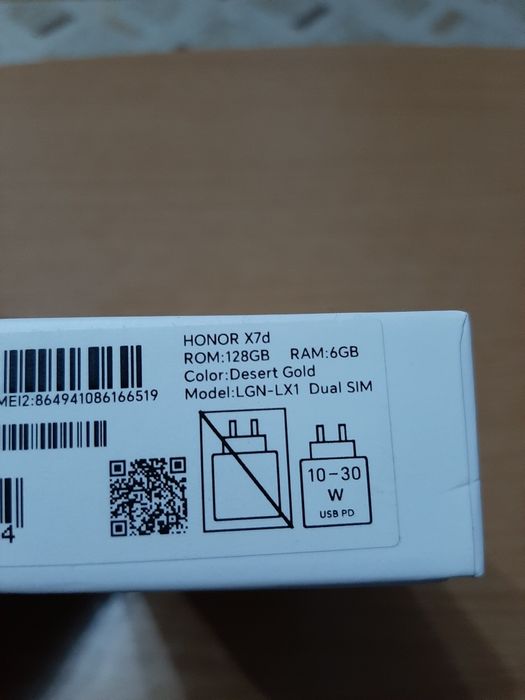 HONOR X7d
ROM:128GB RAM:6GB
Color:Desert Gold
Model:LGN-LX1 Dual SIM
MEI2:864941086166519
10-30
W
USB PD
4